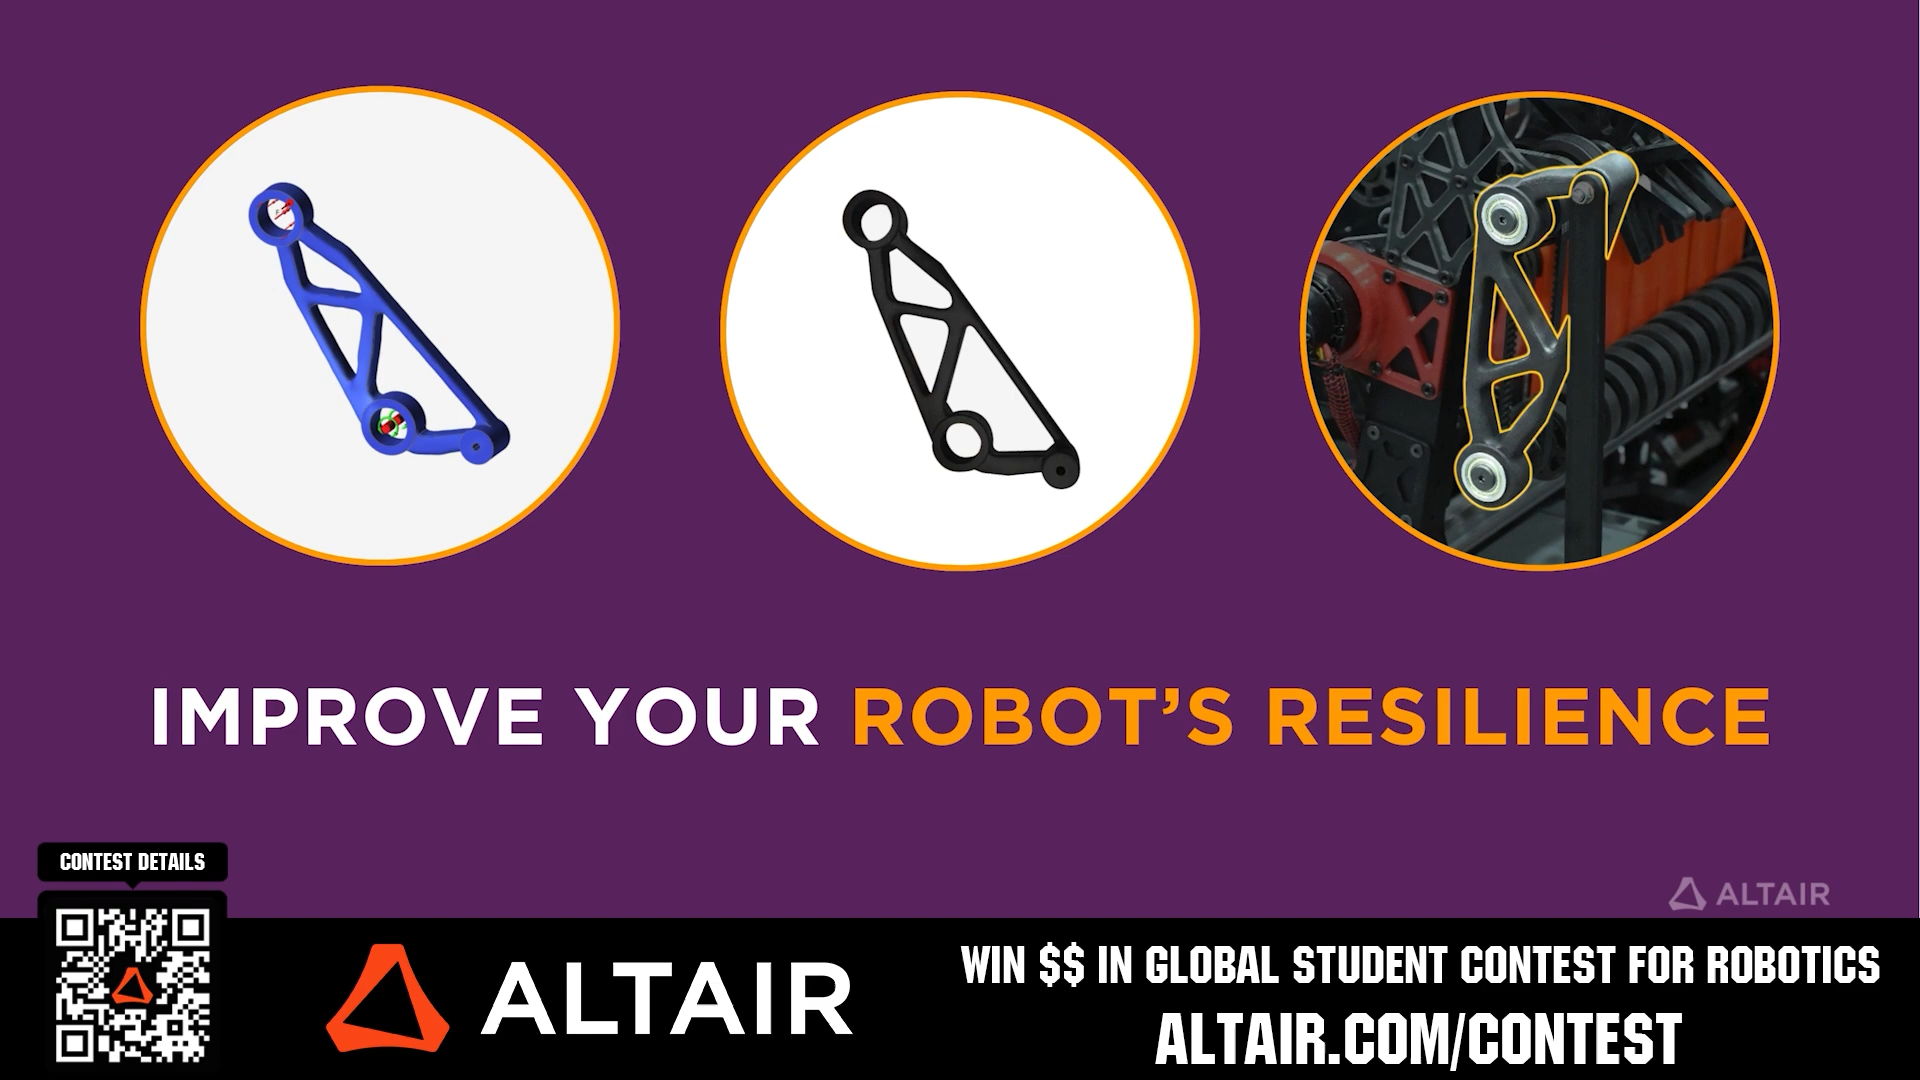 IMPROVE YOUR ROBOT'S RESILIENCE
CONTEST DETAILS
ALTAIR
ALTAIR
WIN $$ IN GLOBAL STUDENT CONTEST FOR ROBOTICS
ALTAIR.COM/CONTEST